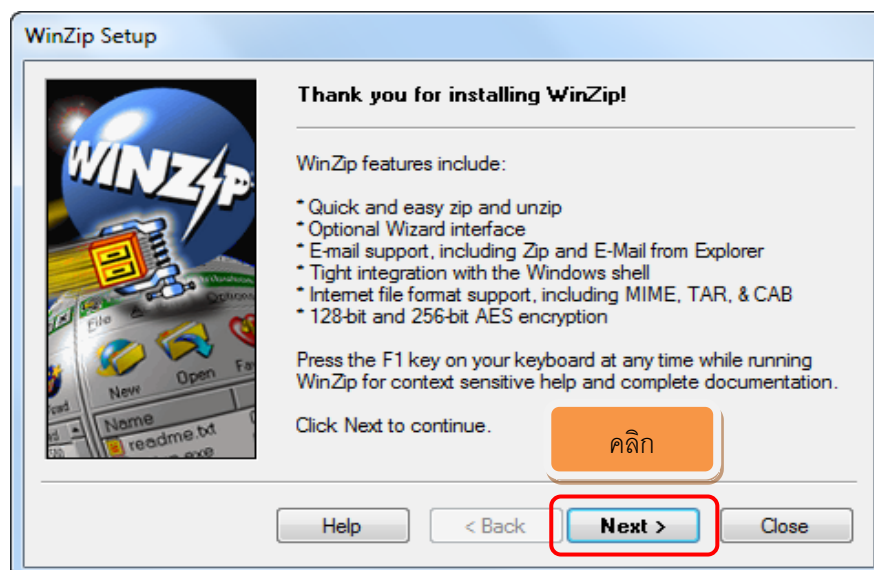 WinZip Setup
Thank you for installing WinZip!
WinZip features include:
* Quick and easy zip and unzip
* Optional Wizard interface
* E-mail support, including Zip and E-Mail from Explorer
* Tight integration with the Windows shell
* Internet file format support, including MIME, TAR, & CAB
* 128-bit and 256-bit AES encryption
Press the F1 key on your keyboard at any time while running
WinZip for context sensitive help and complete documentation.
Click Next to continue.
คลิก
Help
< Back
Next >
Close
WINZIP
File
Options
New
Open
Name
readme.txt